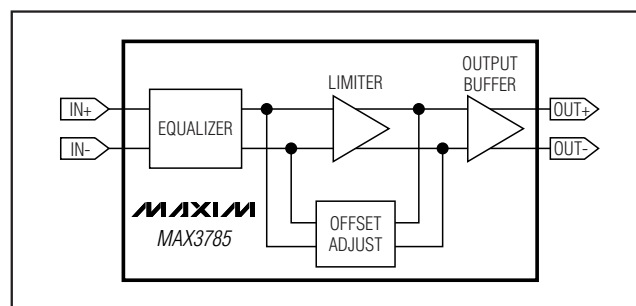 OUTPUT
BUFFER
LIMITER
IN+
OUT+
EQUALIZER
IN-
OUT-
MAXIM
MAX3785
OFFSET
ADJUST